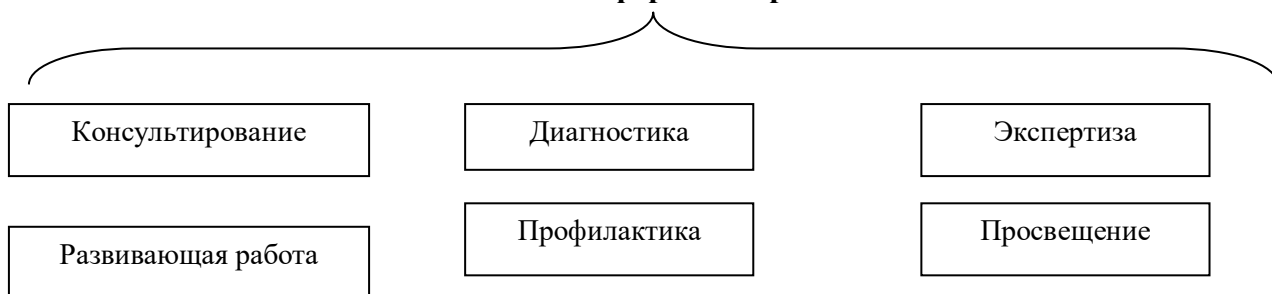 Консультирование
Диагностика
Экспертиза
Развивающая работа
Профилактика
Просвещение